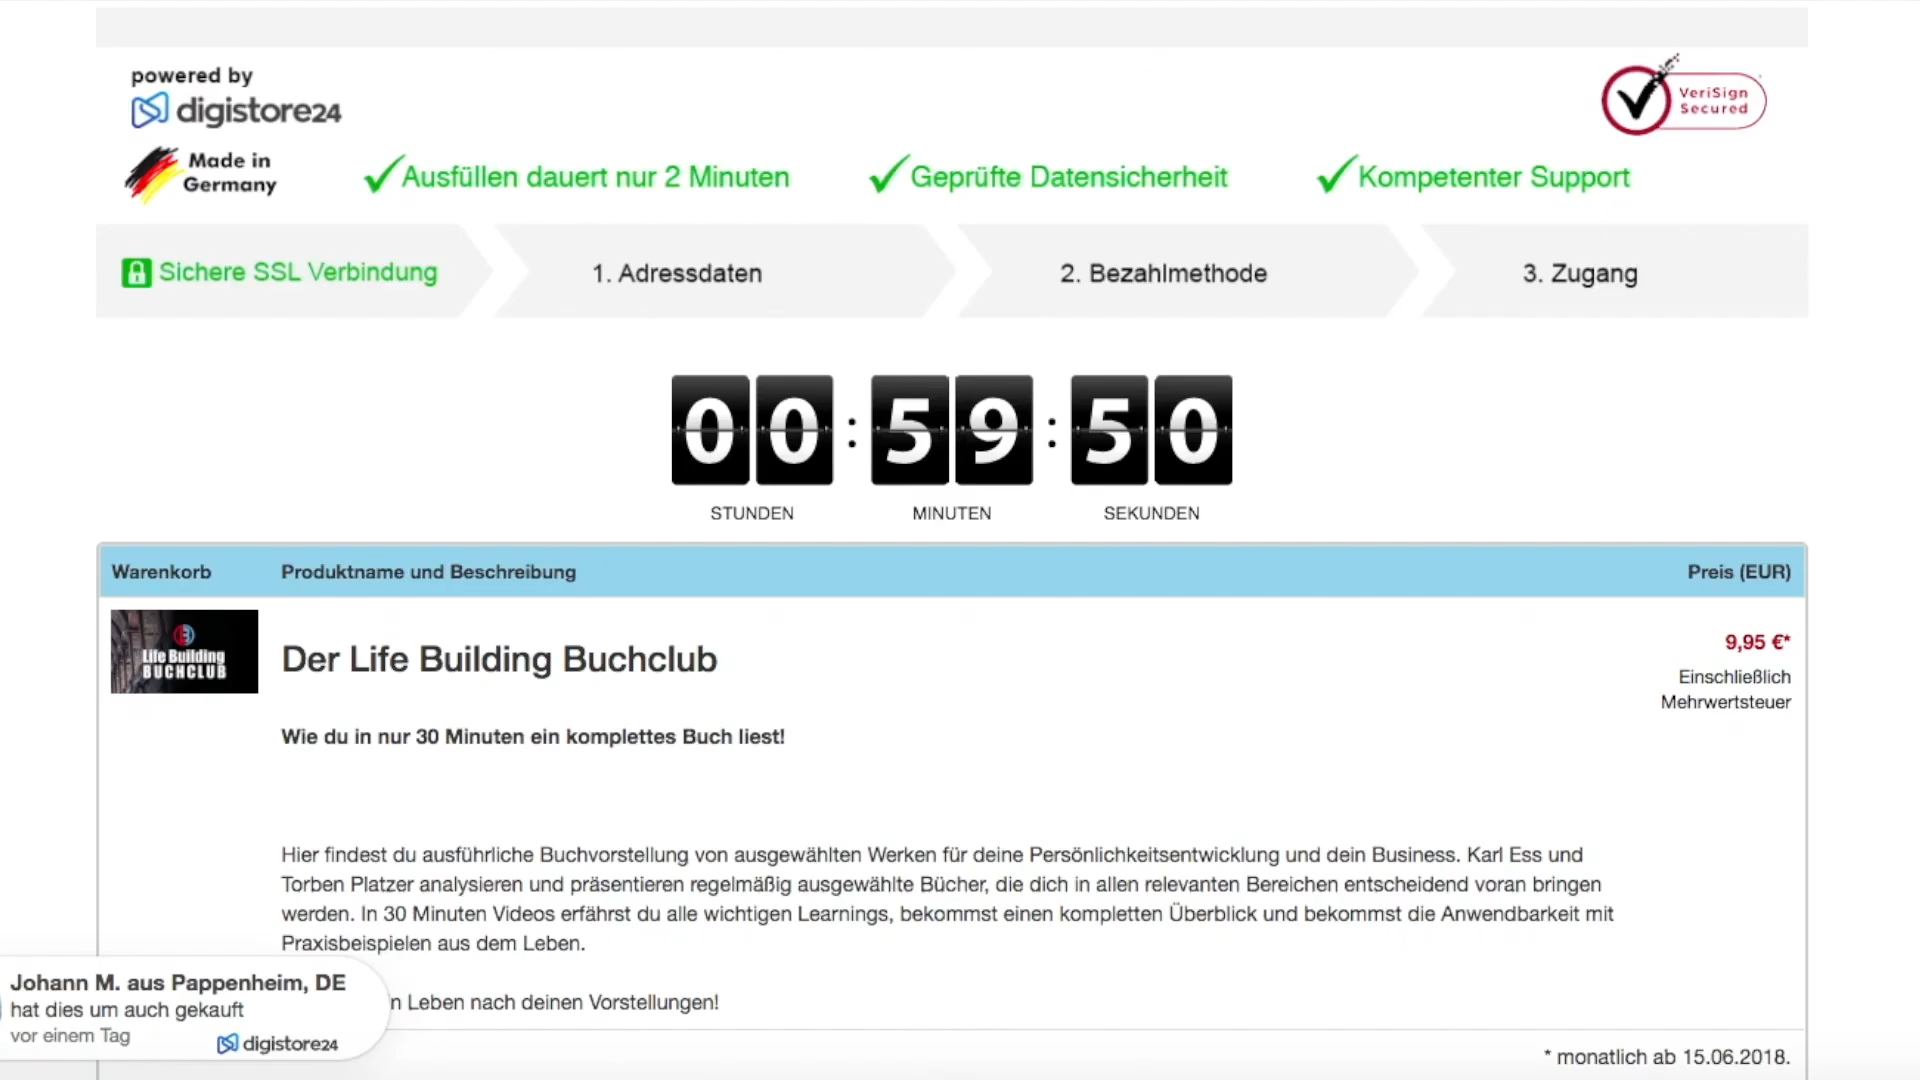 powered by
digistore24
VeriSign
Secured
Made in
Germany
Ausfüllen dauert nur 2 Minuten
Geprüfte Datensicherheit
Kompetenter Support
Sichere SSL Verbindung
1. Adressdaten
2. Bezahlmethode
3. Zugang
00 : 59 : 50
STUNDEN
MINUTEN
SEKUNDEN
Warenkorb
Produktname und Beschreibung
Preis (EUR)
Life Building
BUCHCLUB
Der Life Building Buchclub
9,95 €*
Einschließlich
Mehrwertsteuer
Wie du in nur 30 Minuten ein komplettes Buch liest!
Hier findest du ausführliche Buchvorstellung von ausgewählten Werken für deine Persönlichkeitsentwicklung und dein Business. Karl Ess und
Torben Platzer analysieren und präsentieren regelmäßig ausgewählte Bücher, die dich in allen relevanten Bereichen entscheidend voran bringen
werden. In 30 Minuten Videos erfährst du alle wichtigen Learnings, bekommst einen kompletten Überblick und bekommst die Anwendbarkeit mit
Praxisbeispielen aus dem Leben.
n Leben nach deinen Vorstellungen!
Johann M. aus Pappenheim, DE
hat dies um auch gekauft
vor einem Tag
digistore24
* monatlich ab 15.06.2018.